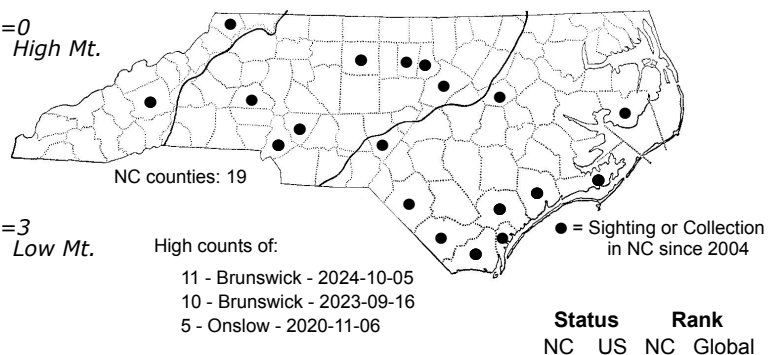 =0
High Mt.
NC counties: 19
=3
Low Mt.
High counts of:
11 - Brunswick - 2024-10-05
10 - Brunswick - 2023-09-16
5 - Onslow - 2020-11-06
● = Sighting or Collection
in NC since 2004
Status Rank
NC US NC Global